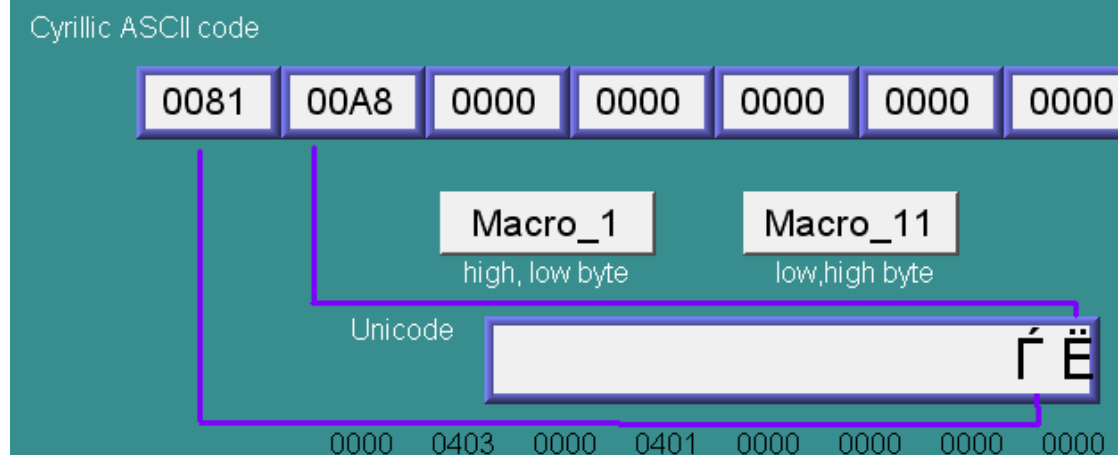 Cyrillic ASCII code
0081 00A8 0000 0000 0000 0000 0000
Macro_1 Macro_11
high, low byte low,high byte
Unicode Ѓ Ё
0000 0403 0000 0401 0000 0000 0000 0000